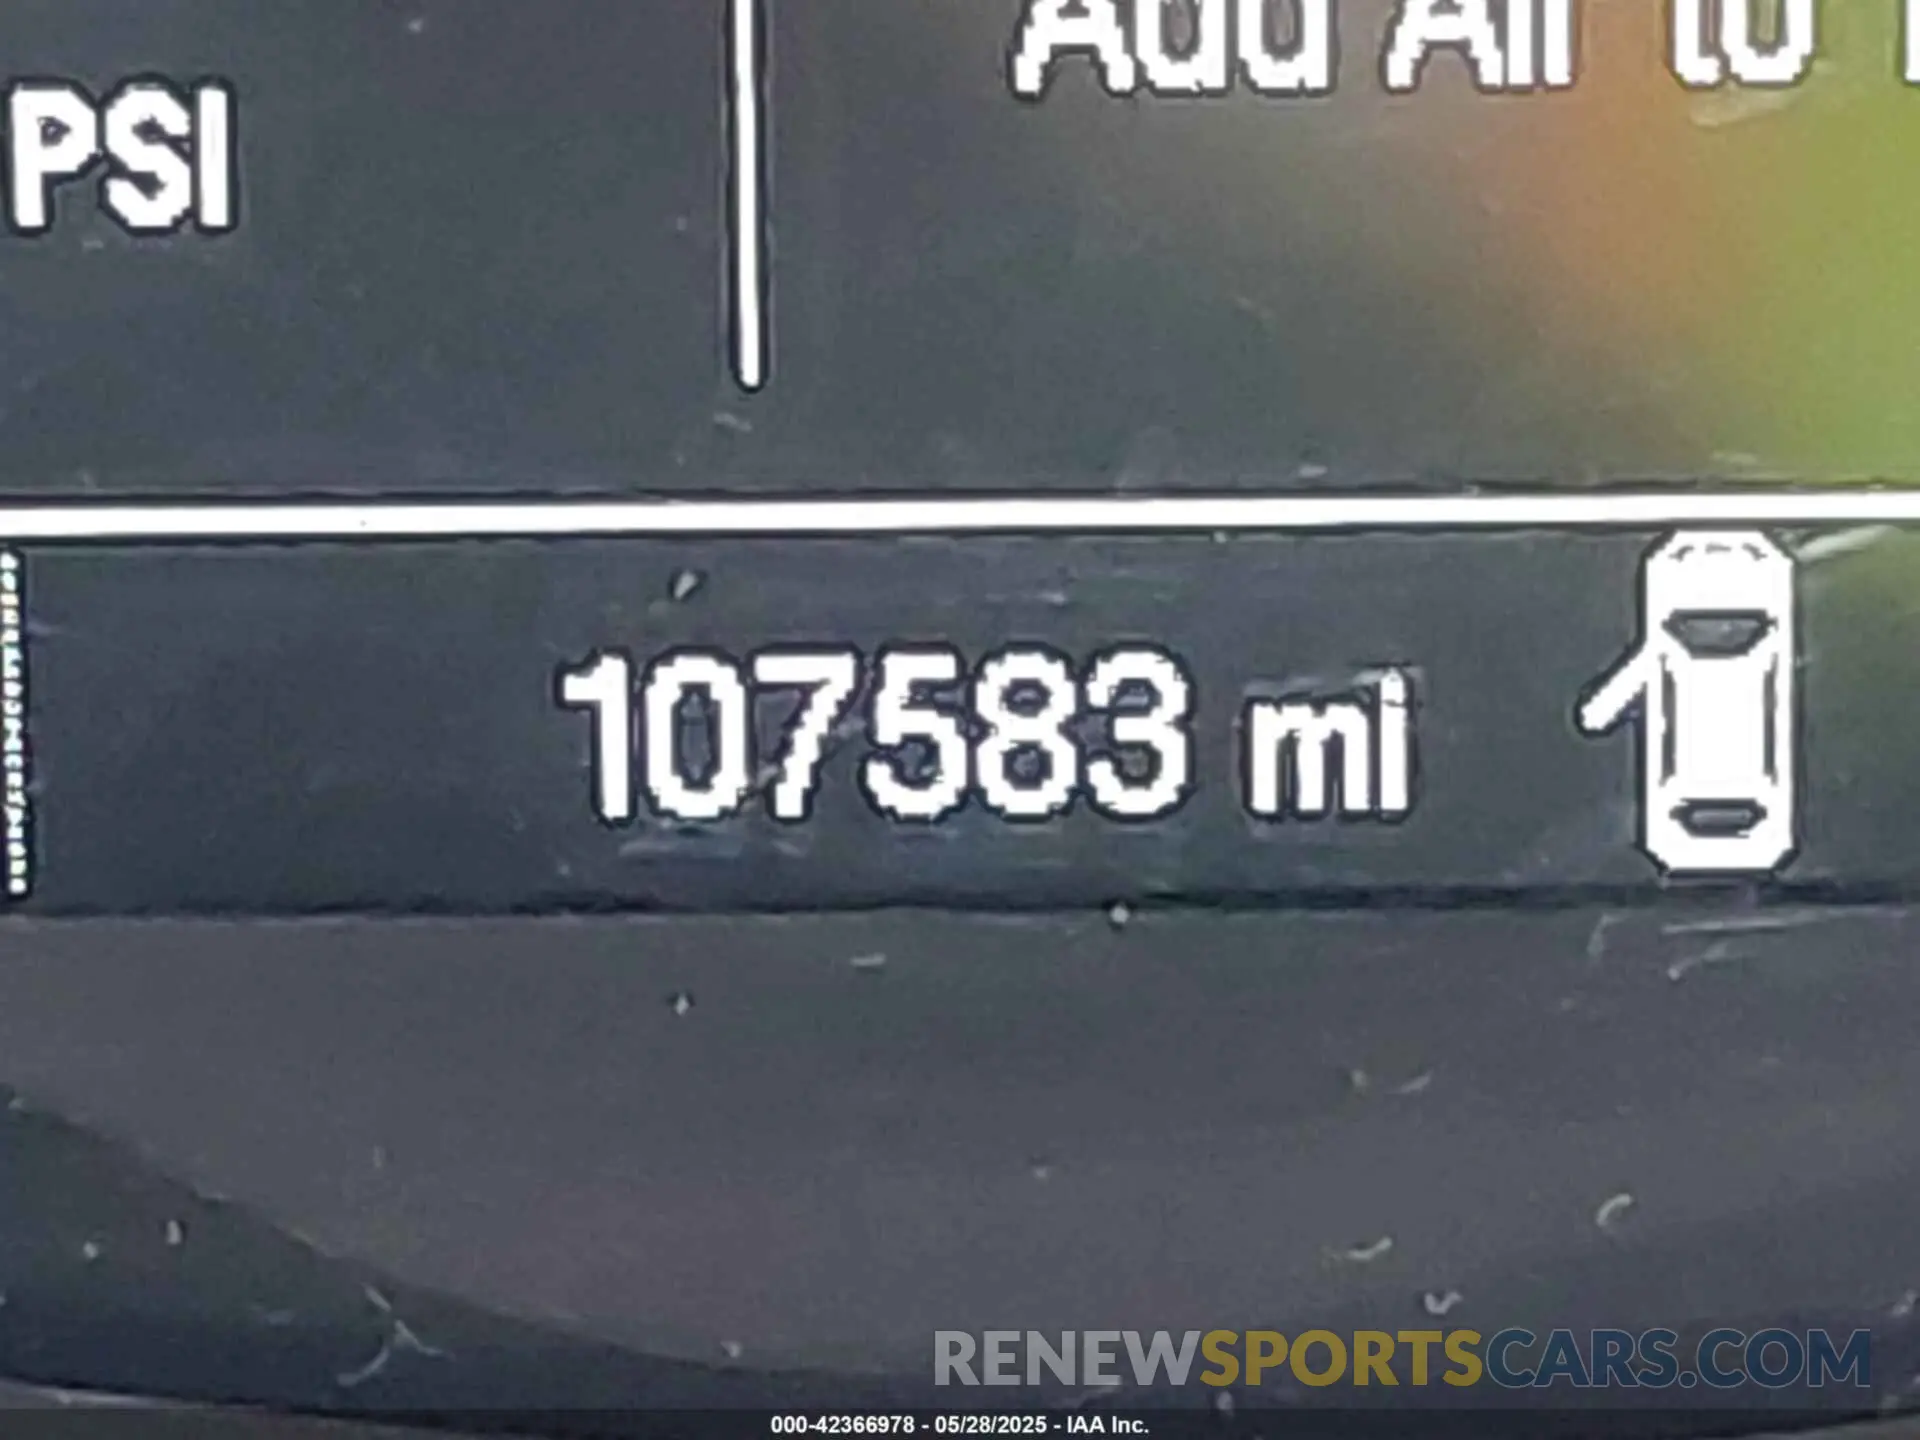 Add Air to
PSI
107583 mi
RENEWSPORTSCARS.COM
000-42366978 - 05/28/2025 - IAA Inc.